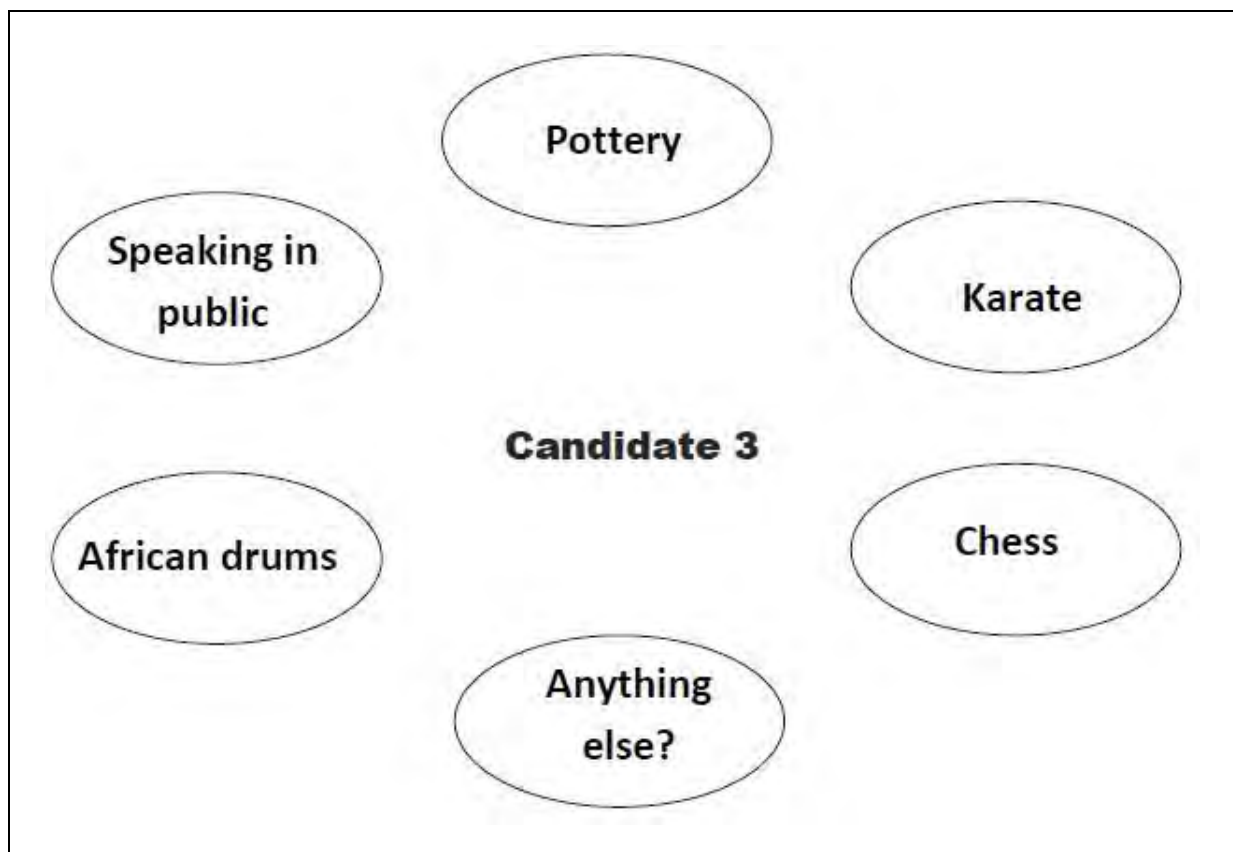 Pottery
Speaking in
public
Karate
Candidate 3
African drums
Chess
Anything
else?